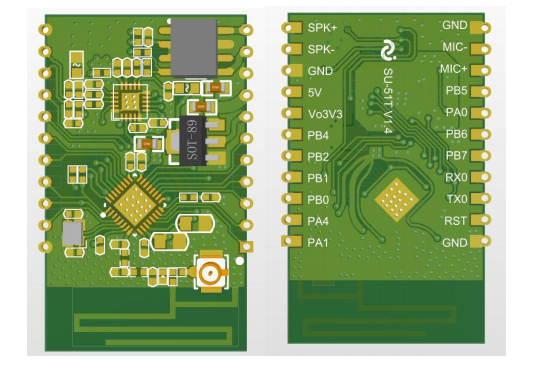 SOT-89
SPK+
SPK-
GND
5V
Vo3V3
PB4
PB2
PB1
PB0
PA4
PA1
SU-51T V1.4
GND
MIC-
MIC+
PB5
PA0
PB6
PB7
RX0
TX0
RST
GND